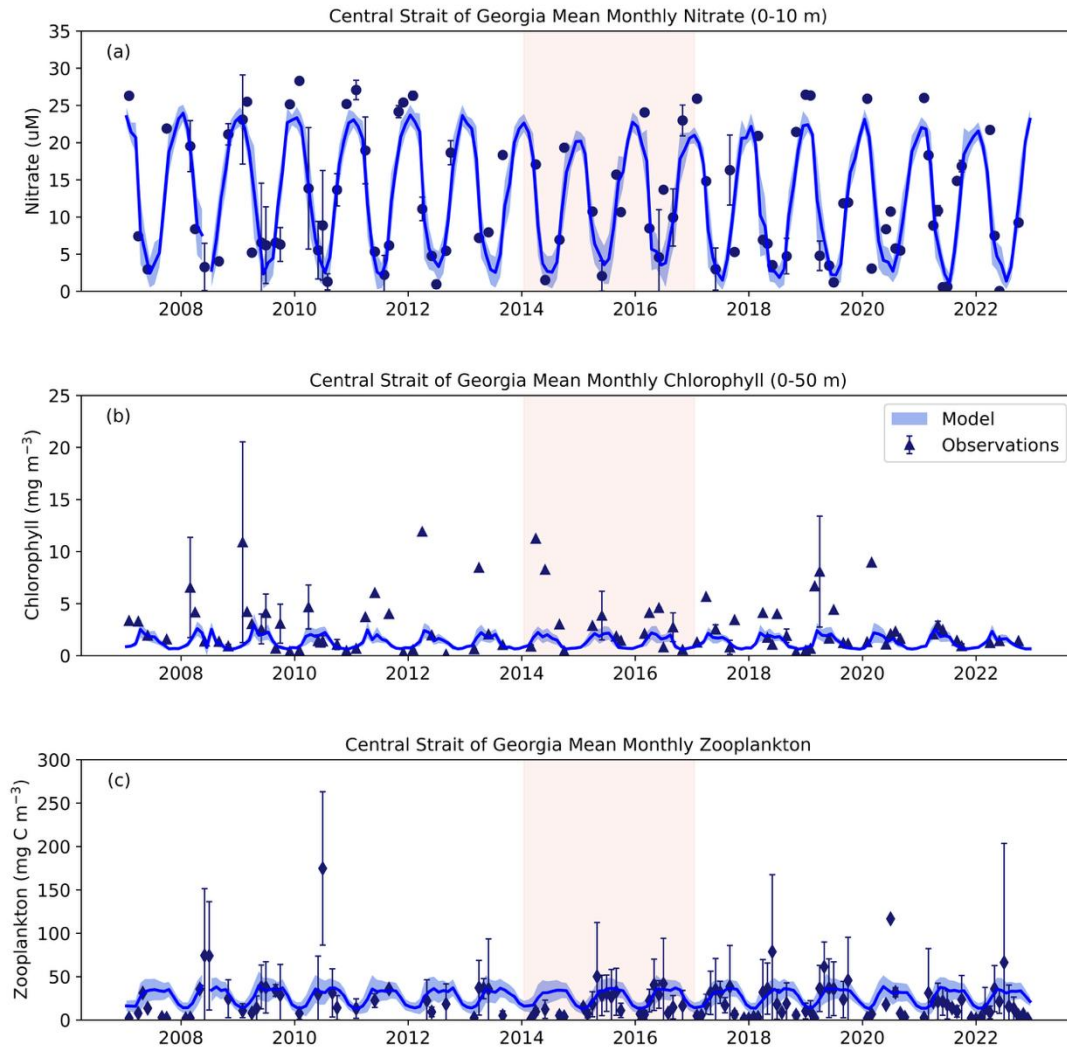 Central Strait of Georgia Mean Monthly Nitrate (0-10 m)
(a)
Nitrate (uM)
35
30
25
20
15
10
5
0
2008 2010 2012 2014 2016 2018 2020 2022
Central Strait of Georgia Mean Monthly Chlorophyll (0-50 m)
(b)
Chlorophyll (mg m⁻³)
25
20
15
10
5
0
Model
Observations
2008 2010 2012 2014 2016 2018 2020 2022
Central Strait of Georgia Mean Monthly Zooplankton
(c)
Zooplankton (mg C m⁻³)
300
250
200
150
100
50
0
2008 2010 2012 2014 2016 2018 2020 2022